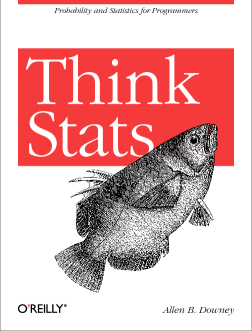 Probability and Statistics for Programmers
Think
Stats
O'REILLY®
Allen B. Downey